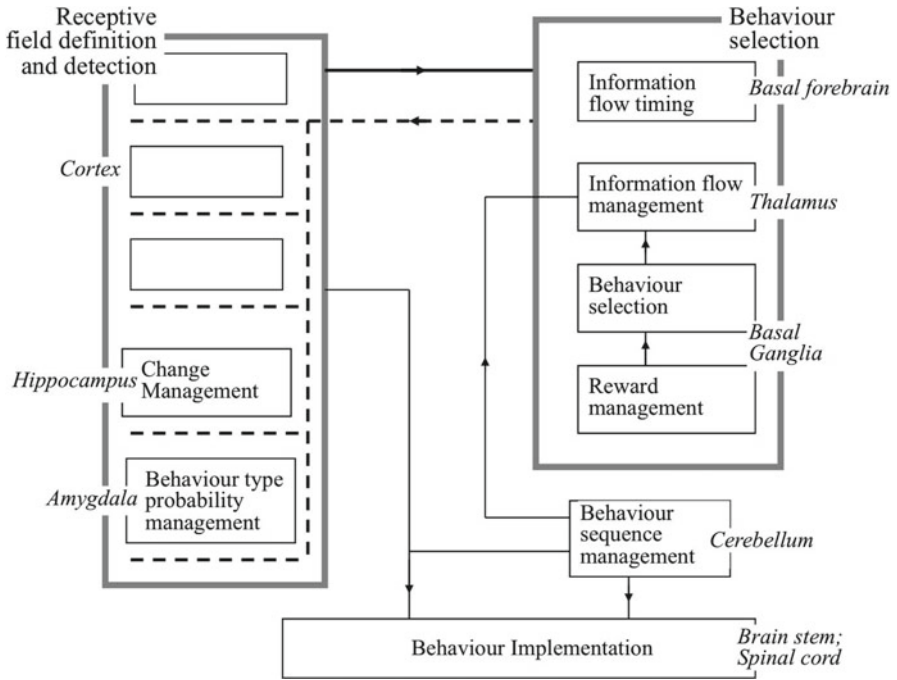 Receptive
field definition
and detection
Cortex
Hippocampus
Change
Management
Amygdala
Behaviour type
probability
management
Behaviour
selection
Information
flow timing
Basal forebrain
Information flow
management
Thalamus
Behaviour
selection
Basal
Ganglia
Reward
management
Behaviour
sequence
management
Cerebellum
Behaviour Implementation
Brain stem;
Spinal cord